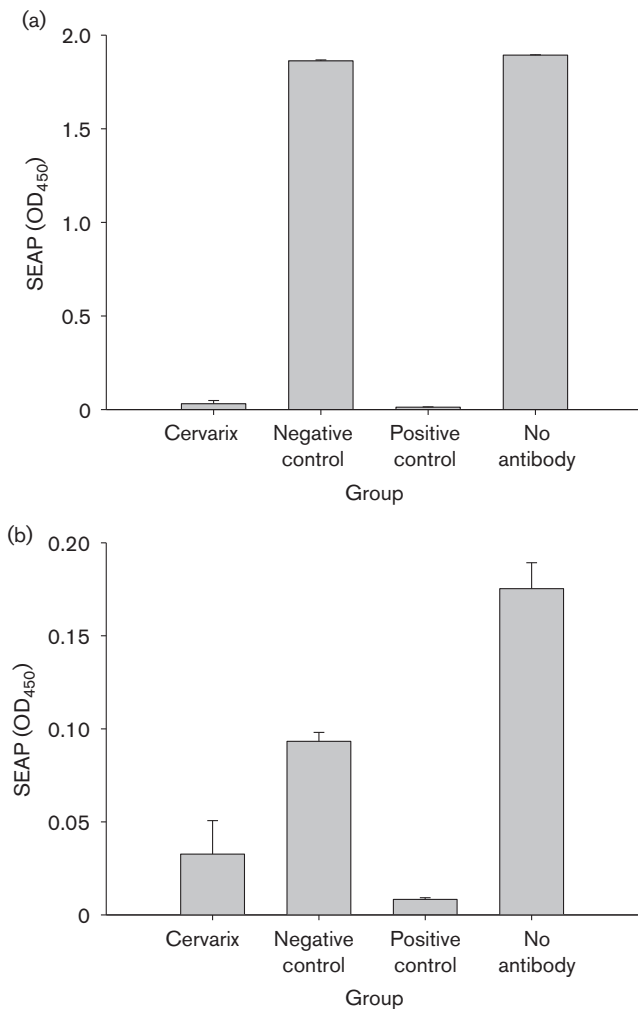 (a)
2.0
1.5
1.0
0.5
0
SEAP (OD₄₅₀)
Cervarix Negative control Positive control No antibody
Group
(b)
0.20
0.15
0.10
0.05
0
SEAP (OD₄₅₀)
Cervarix Negative control Positive control No antibody
Group